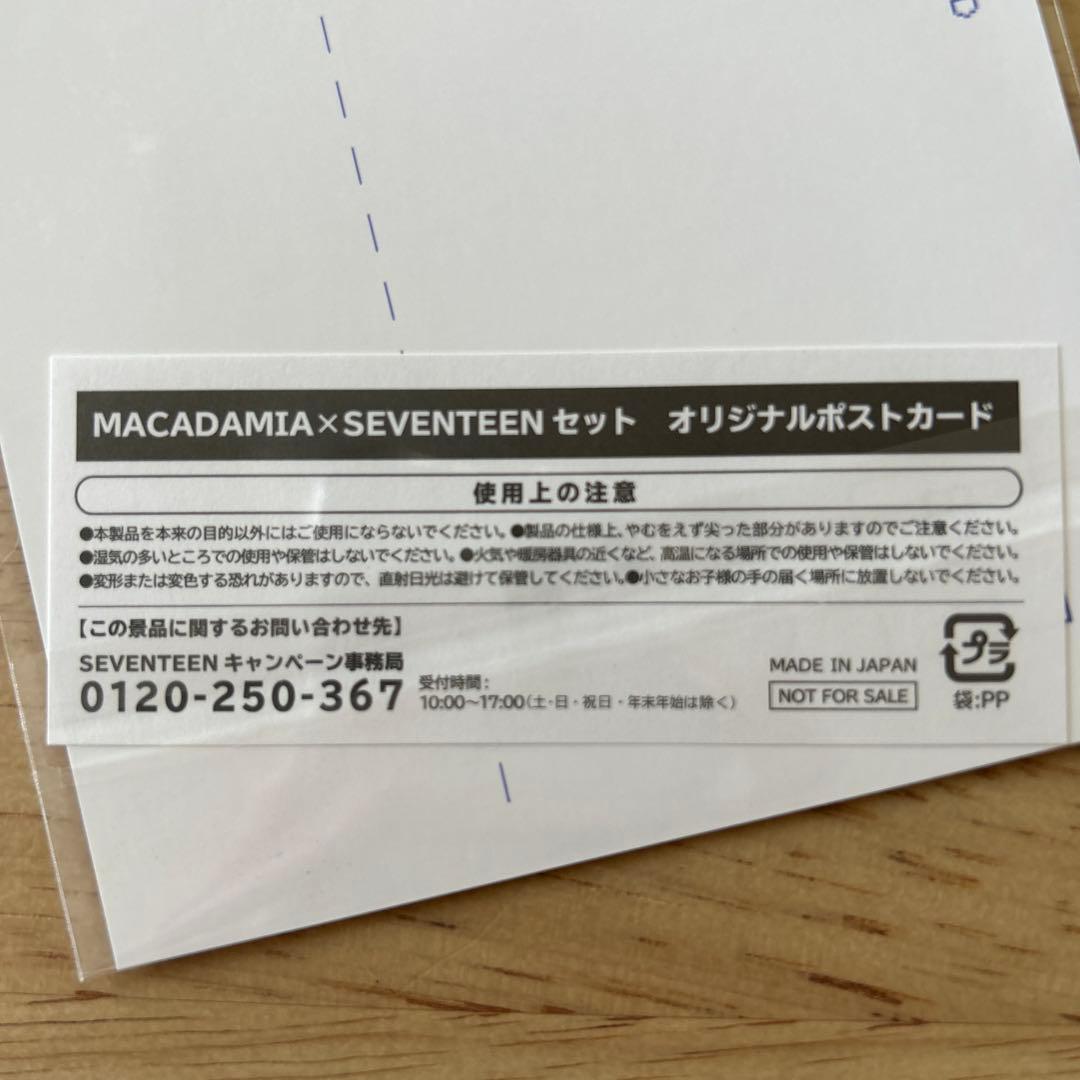 MACADAMIA×SEVENTEEN セット　オリジナルポストカード
使用上の注意
●本製品を本来の目的以外にはご使用にならないでください。●製品の仕様上、やむをえず尖った部分がありますのでご注意ください。
●湿気の多いところでの使用や保管はしないでください。●火気や暖房器具の近くなど、高温になる場所での使用や保管はしないでください。
●変形または変色する恐れがありますので、直射日光は避けて保管してください。●小さなお子様の手の届く場所に放置しないでください。
【この景品に関するお問い合わせ先】
SEVENTEEN キャンペーン事務局
0120-250-367
受付時間：
10:00〜17:00（土・日・祝日・年末年始は除く）
MADE IN JAPAN
NOT FOR SALE
プラ
袋:PP